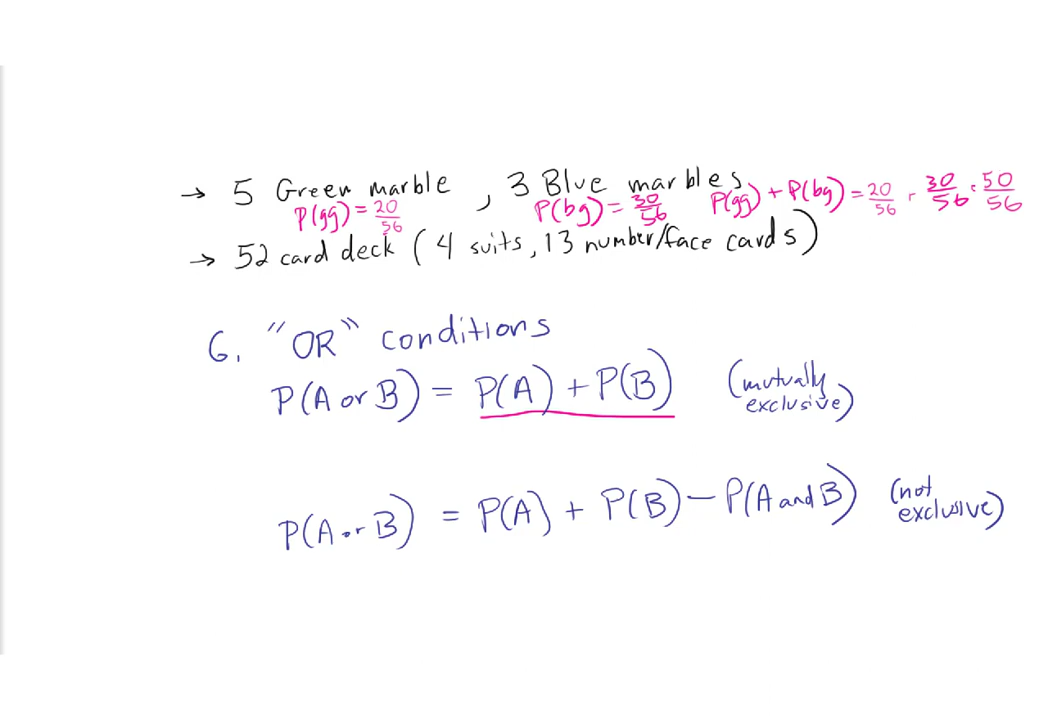 → 5 Green marble , 3 Blue marbles
P(gg) = 20/56 P(bg) = 30/56 P(gg) + P(bg) = 20/56 - 30/56 : 50/56
→ 52 card deck (4 suits, 13 number/face cards)
6. "OR" conditions
P(A or B) = P(A) + P(B) (mutually
exclusive)
P(A or B) = P(A) + P(B) - P(A and B) (not
exclusive)